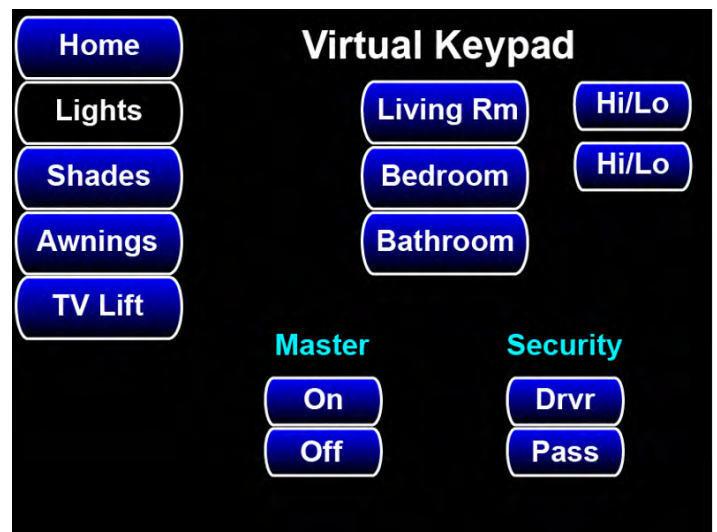 Home
Virtual Keypad
Lights
Living Rm
Hi/Lo
Shades
Bedroom
Hi/Lo
Awnings
Bathroom
TV Lift
Master
Security
On
Drvr
Off
Pass